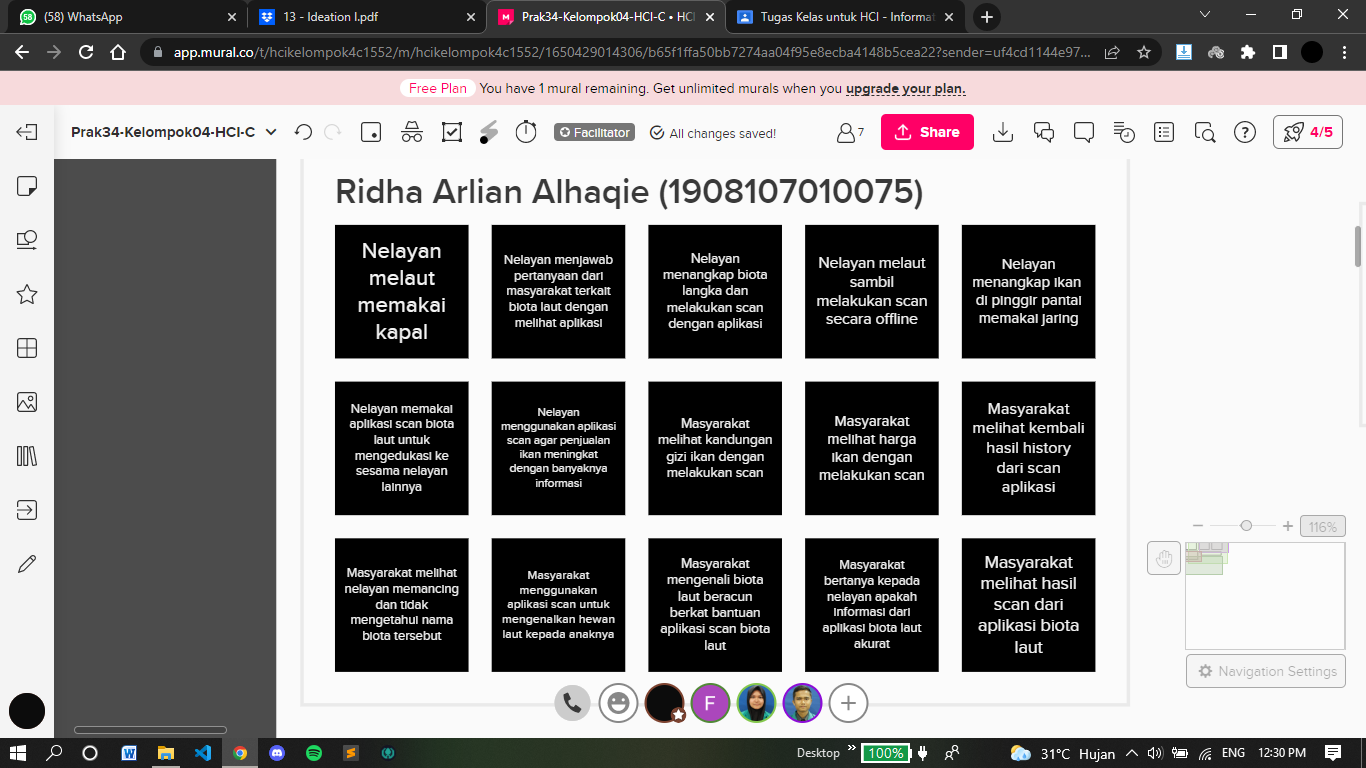 (58) WhatsApp
13 - Ideation I.pdf
Prak34-Kelompok04-HCI-C • HCI
Tugas Kelas untuk HCI - Informat
app.mural.co/t/hcikelompok4c1552/m/hcikelompok4c1552/1650429014306/b65f1ffa50bb7274aa04f95e8ecba4148b5cea22?sender=uf4cd1144e97...
Free Plan You have 1 mural remaining. Get unlimited murals when you upgrade your plan.
Prak34-Kelompok04-HCI-C
Facilitator
All changes saved!
7
Share
4/5
Ridha Arlian Alhaqie (1908107010075)
Nelayan
melaut
memakai
kapal
Nelayan menjawab
pertanyaan dari
masyarakat terkait
biota laut dengan
melihat aplikasi
Nelayan
menangkap biota
langka dan
melakukan scan
dengan aplikasi
Nelayan melaut
sambil
melakukan scan
secara offline
Nelayan
menangkap ikan
di pinggir pantai
memakai jaring
Nelayan memakai
aplikasi scan biota
laut untuk
mengedukasi ke
sesama nelayan
lainnya
Nelayan
menggunakan aplikasi
scan agar penjualan
ikan meningkat
dengan banyaknya
informasi
Masyarakat
melihat kandungan
gizi ikan dengan
melakukan scan
Masyarakat
melihat harga
ikan dengan
melakukan scan
Masyarakat
melihat kembali
hasil history
dari scan
aplikasi
Masyarakat melihat
nelayan memancing
dan tidak
mengetahui nama
biota tersebut
Masyarakat
menggunakan
aplikasi scan untuk
mengenalkan hewan
laut kepada anaknya
Masyarakat
mengenali biota
laut beracun
berkat bantuan
aplikasi scan biota
laut
Masyarakat
bertanya kepada
nelayan apakah
informasi dari
aplikasi biota laut
akurat
Masyarakat
melihat hasil
scan dari
aplikasi biota
laut
116%
Navigation Settings
F
Desktop
100%
31°C Hujan
ENG
12:30 PM